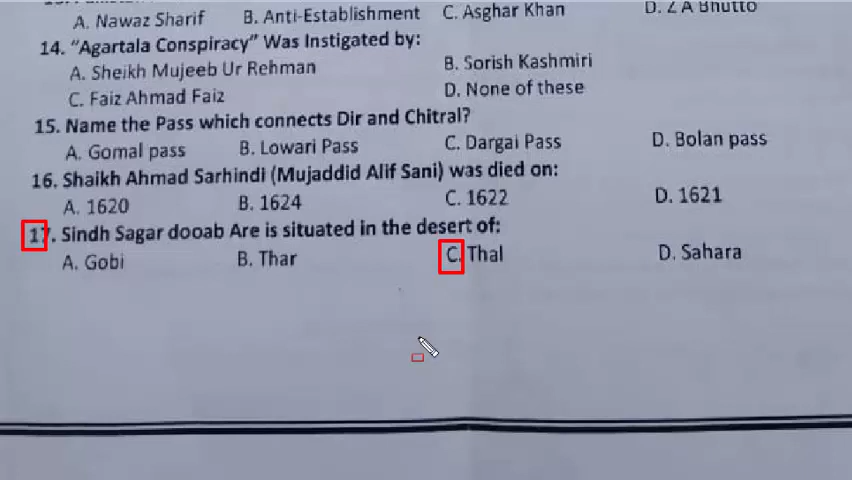 A. Nawaz Sharif B. Anti-Establishment C. Asghar Khan D. Z A Bhutto
14. "Agartala Conspiracy" Was Instigated by:
A. Sheikh Mujeeb Ur Rehman B. Sorish Kashmiri
C. Faiz Ahmad Faiz D. None of these
15. Name the Pass which connects Dir and Chitral?
A. Gomal pass B. Lowari Pass C. Dargai Pass D. Bolan pass
16. Shaikh Ahmad Sarhindi (Mujaddid Alif Sani) was died on:
A. 1620 B. 1624 C. 1622 D. 1621
17. Sindh Sagar dooab Are is situated in the desert of:
A. Gobi B. Thar C. Thal D. Sahara